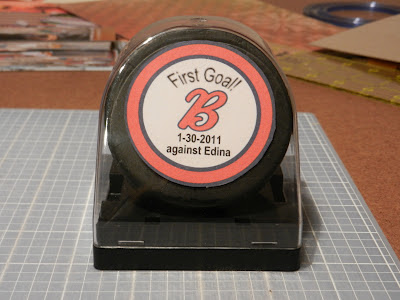 First Goal!
B
1-30-2011
against Edina